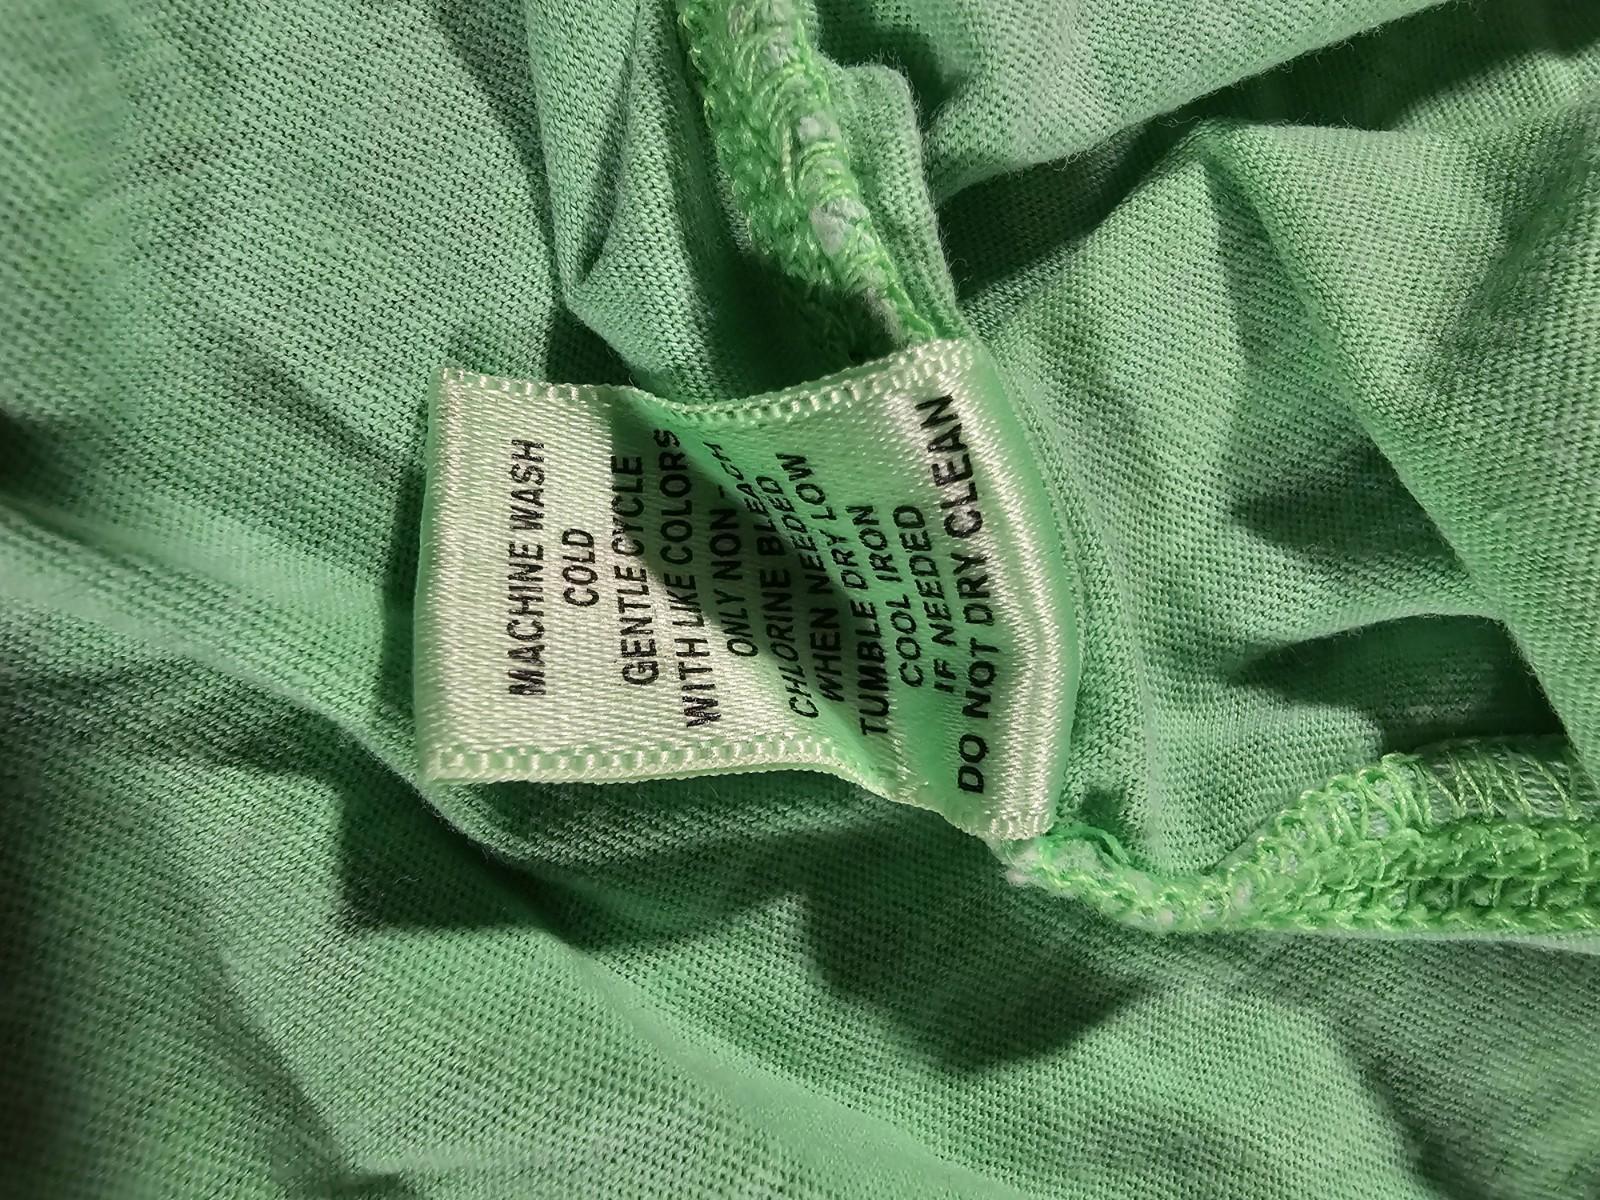 MACHINE WASH
COLD
GENTLE CYCLE
WITH LIKE COLORS
ONLY NON -
CHLORINE BLEACH
WHEN NEEDED
TUMBLE DRY LOW
COOL IRON
IF NEEDED
DO NOT DRY CLEAN